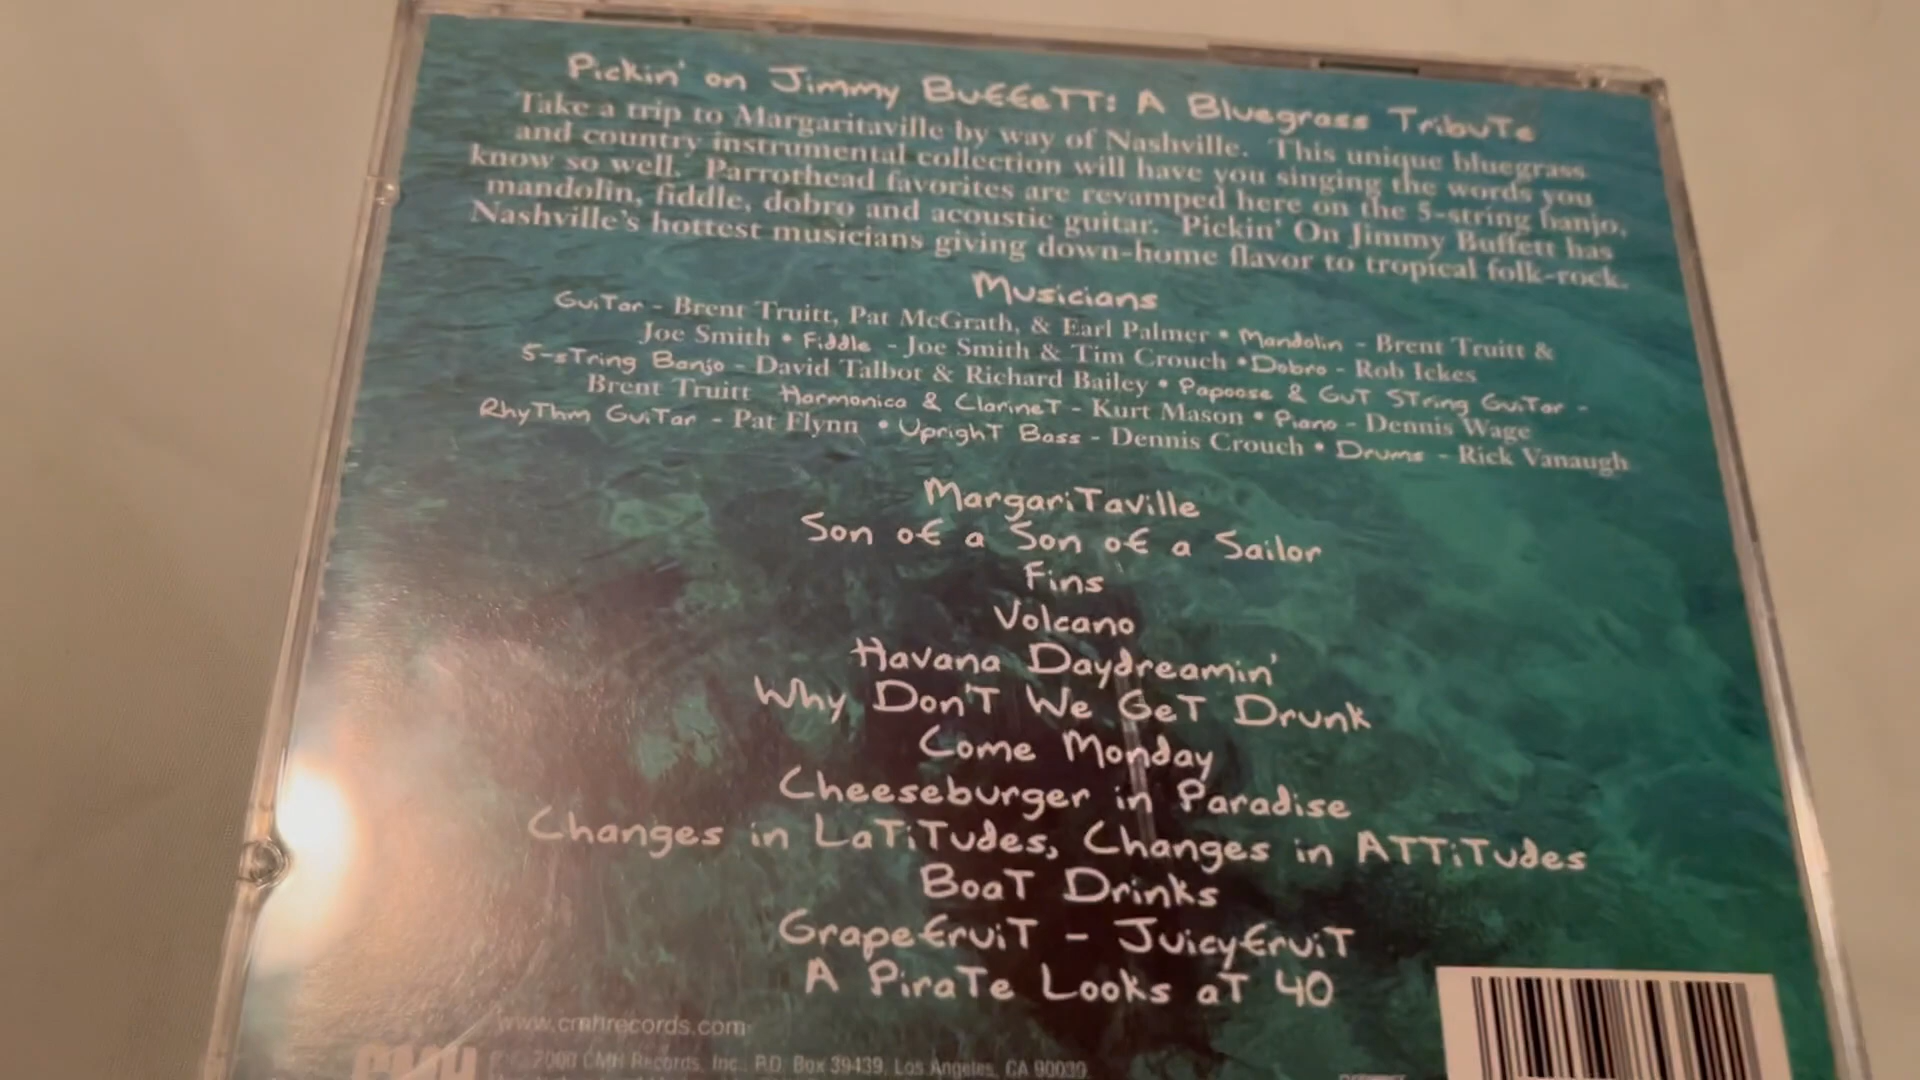 Pickin' on Jimmy Buffett: A Bluegrass Tribute
Take a trip to Margaritaville by way of Nashville. This unique bluegrass
and country instrumental collection will have you singing the words you
know so well. Parrothead favorites are revamped here on the 5-string banjo,
mandolin, fiddle, dobro and acoustic guitar. Pickin' On Jimmy Buffett has
Nashville's hottest musicians giving down-home flavor to tropical folk-rock.
Musicians
Guitar - Brent Truitt, Pat McGrath, & Earl Palmer • Mandolin - Brent Truitt &
Joe Smith • Fiddle - Joe Smith & Tim Crouch • Dobro - Rob Ickes
5-string Banjo - David Talbot & Richard Bailey • Papoose & Gut String Guitar -
Brent Truitt Harmonica & Clarinet - Kurt Mason • Piano - Dennis Wage
Rhythm Guitar - Pat Flynn • Upright Bass - Dennis Crouch • Drums - Rick Vanaugh
Margaritaville
Son of a Son of a Sailor
Fins
Volcano
Havana Daydreamin'
Why Don't We Get Drunk
Come Monday
Cheeseburger in Paradise
Changes in Latitudes, Changes in Attitudes
Boat Drinks
Grapefruit - Juicyfruit
A Pirate Looks at 40
www.cmhrecords.com
CMH 2000 CMH Records, Inc. P.O. Box 39439, Los Angeles, CA 90039